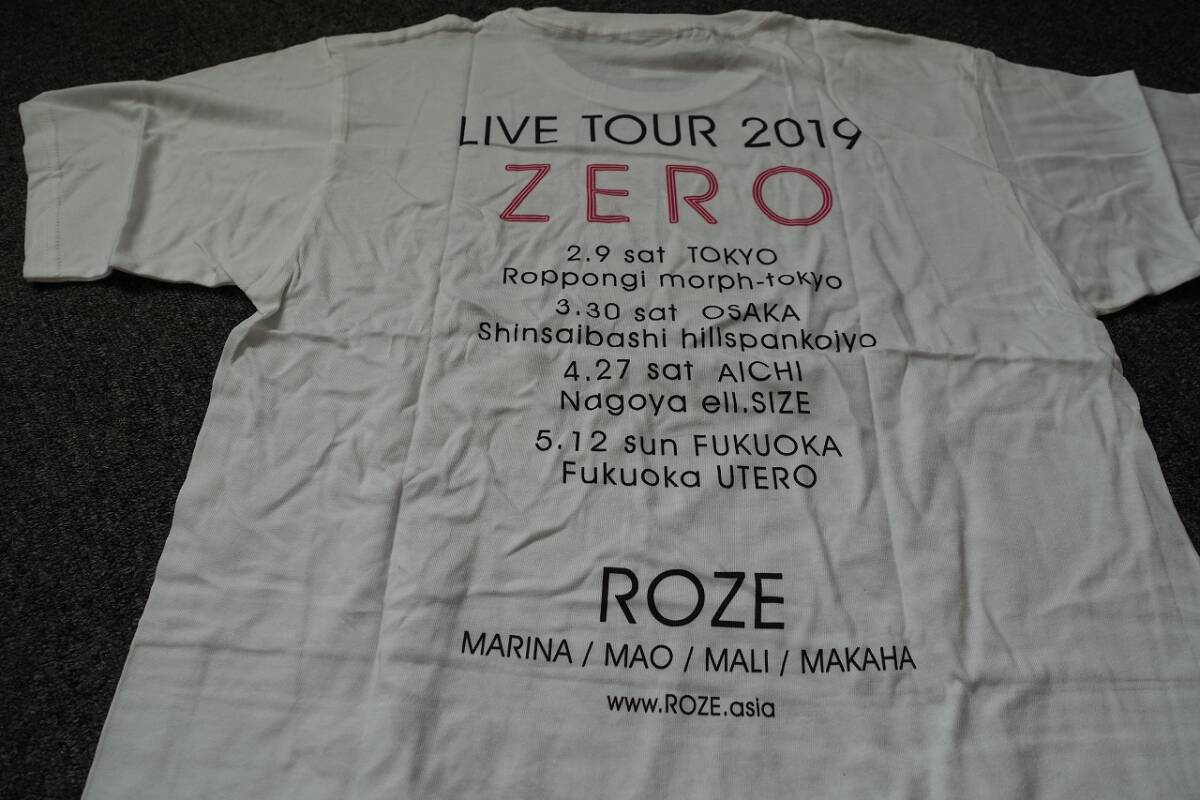 LIVE TOUR 2019
ZERO
2.9 sat TOKYO
Roppongi morph-tokyo
3.30 sat OSAKA
Shinsaibashi hillspankojyo
4.27 sat AICHI
Nagoya ell.SIZE
5.12 sun FUKUOKA
Fukuoka UTERO
ROZE
MARINA / MAO / MALI / MAKAHA
www.ROZE.asia